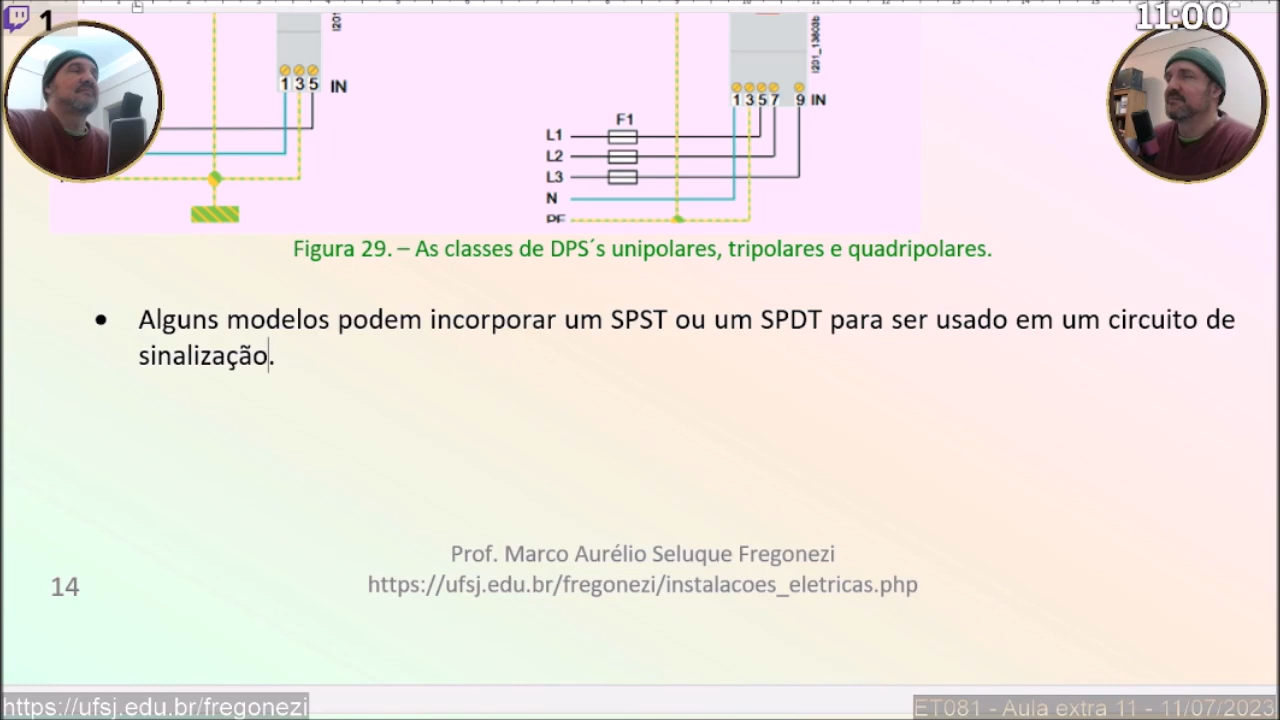 1
11:00
I201
1 3 5 IN
I201_13603b
1 3 5 7 9 IN
F1
L1
L2
L3
N
PE
Figura 29. – As classes de DPS´s unipolares, tripolares e quadripolares.
• Alguns modelos podem incorporar um SPST ou um SPDT para ser usado em um circuito de
sinalização.
Prof. Marco Aurélio Seluque Fregonezi
14
https://ufsj.edu.br/fregonezi/instalacoes_eletricas.php
https://ufsj.edu.br/fregonezi
ET081 - Aula extra 11 - 11/07/2023